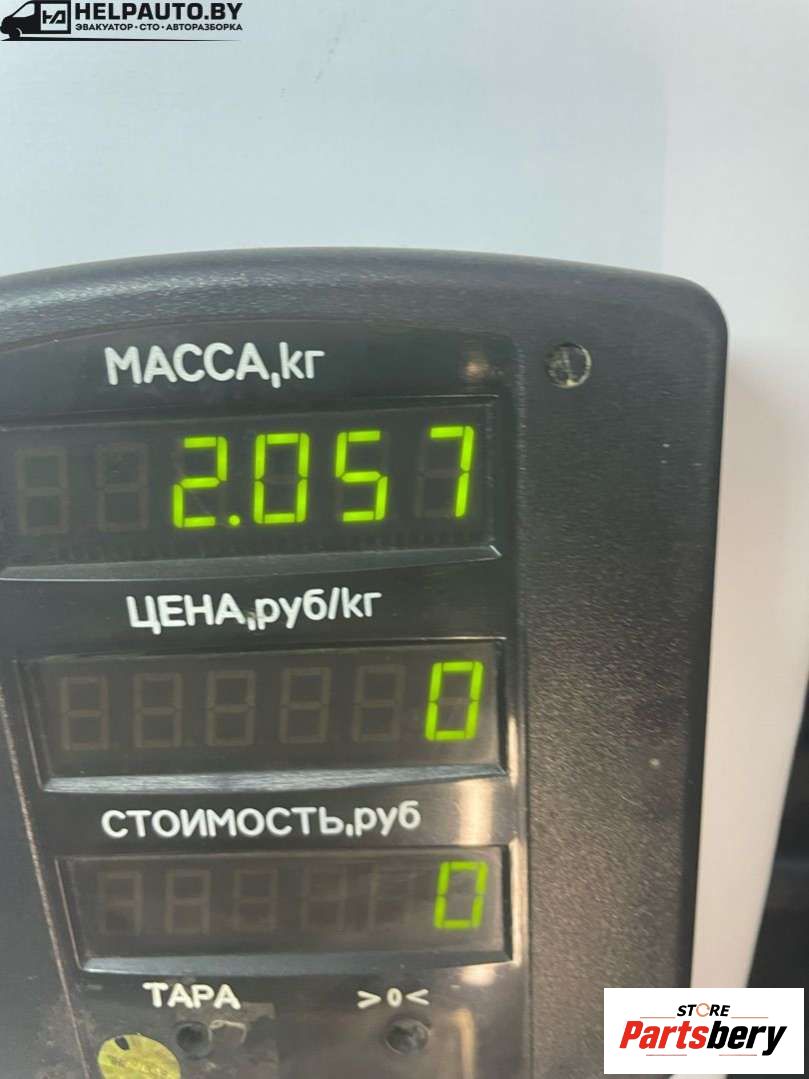 HELPAUTO.BY
ЭВАКУАТОР•СТО•АВТОРАЗБОРКА
МАССА,кг
2.057
ЦЕНА,руб/кг
0
СТОИМОСТЬ,руб
0
ТАРА >0<
STORE
Partsbery